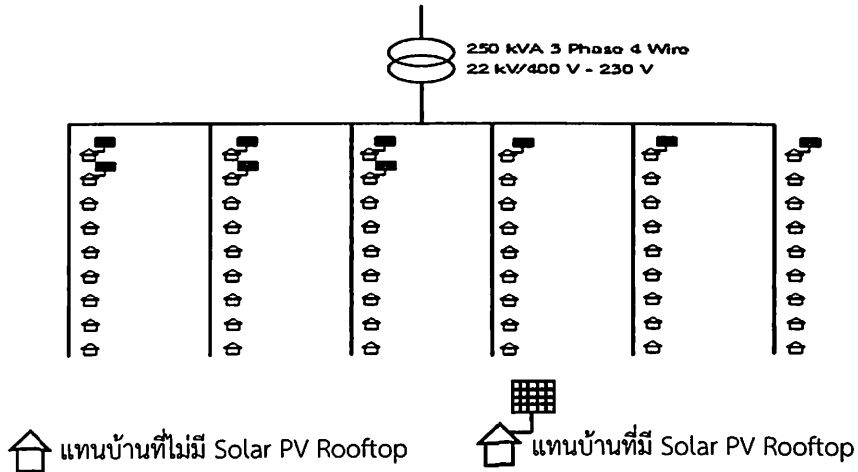 250 kVA 3 Phase 4 Wire
22 kV/400 V - 230 V
แทนบ้านที่ไม่มี Solar PV Rooftop
แทนบ้านที่มี Solar PV Rooftop